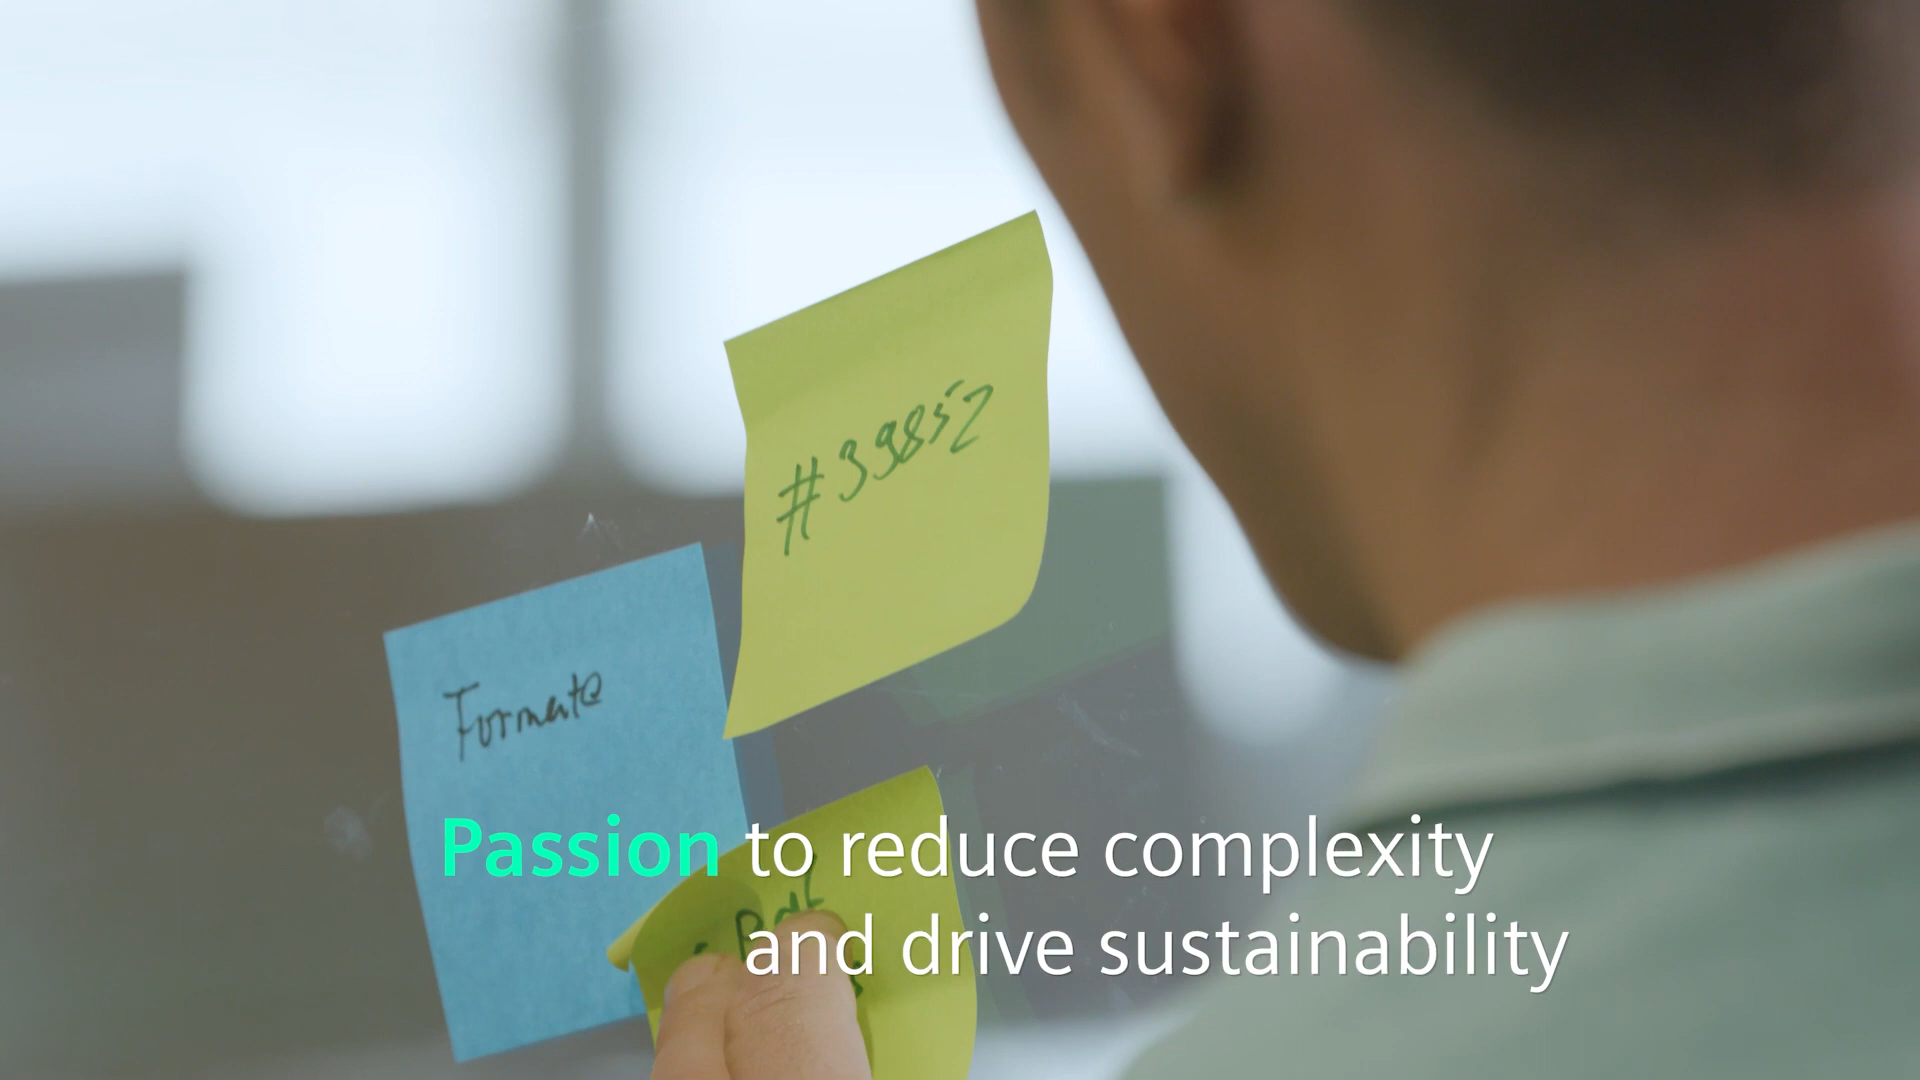 #39852
Formate
Passion to reduce complexity
and drive sustainability